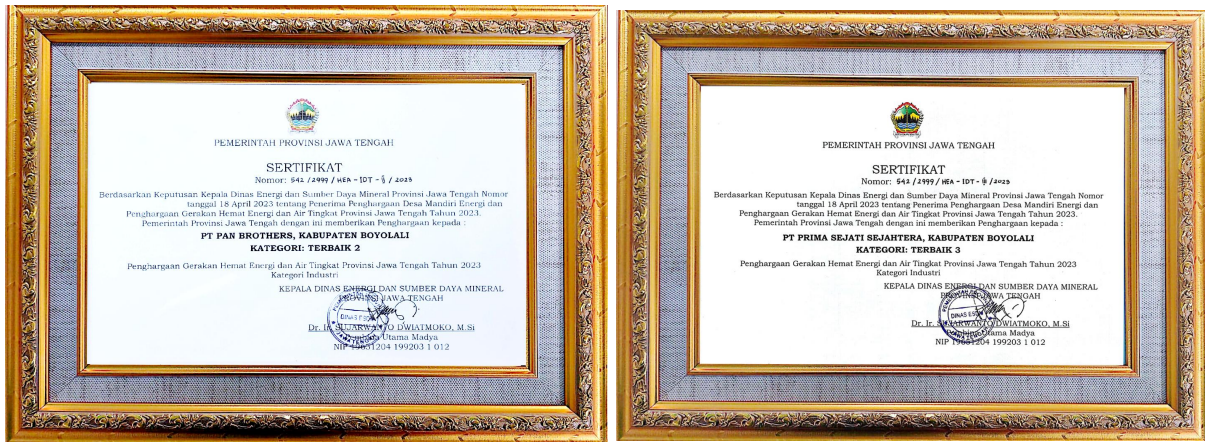 PEMERINTAH PROVINSI JAWA TENGAH
SERTIFIKAT
Nomor: 542 / 2999 / HEA - IDT - / 2023
Berdasarkan Keputusan Kepala Dinas Energi dan Sumber Daya Mineral Provinsi Jawa Tengah Nomor
tanggal 18 April 2023 tentang Penerima Penghargaan Desa Mandiri Energi dan
Penghargaan Gerakan Hemat Energi dan Air Tingkat Provinsi Jawa Tengah Tahun 2023.
Pemerintah Provinsi Jawa Tengah dengan ini memberikan Penghargaan kepada :
PT PAN BROTHERS, KABUPATEN BOYOLALI
KATEGORI: TERBAIK 2
Penghargaan Gerakan Hemat Energi dan Air Tingkat Provinsi Jawa Tengah Tahun 2023
Kategori Industri
KEPALA DINAS ENERGI DAN SUMBER DAYA MINERAL
PROVINSI JAWA TENGAH
DINAS ESDM
Dr. Ir. SUJARWANTO DWIATMOKO, M.Si
Utama Madya
NIP 19631204 199203 1 012
PEMERINTAH PROVINSI JAWA TENGAH
SERTIFIKAT
Nomor: 542 / 2999 / HEA - IDT - / 2023
Berdasarkan Keputusan Kepala Dinas Energi dan Sumber Daya Mineral Provinsi Jawa Tengah Nomor
tanggal 18 April 2023 tentang Penerima Penghargaan Desa Mandiri Energi dan
Penghargaan Gerakan Hemat Energi dan Air Tingkat Provinsi Jawa Tengah Tahun 2023.
Pemerintah Provinsi Jawa Tengah dengan ini memberikan Penghargaan kepada :
PT PRIMA SEJATI SEJAHTERA, KABUPATEN BOYOLALI
KATEGORI: TERBAIK 3
Penghargaan Gerakan Hemat Energi dan Air Tingkat Provinsi Jawa Tengah Tahun 2023
Kategori Industri
KEPALA DINAS ENERGI DAN SUMBER DAYA MINERAL
PROVINSI JAWA TENGAH
DINAS ESDM
Dr. Ir. SUJARWANTO DWIATMOKO, M.Si
Utama Madya
NIP 19631204 199203 1 012